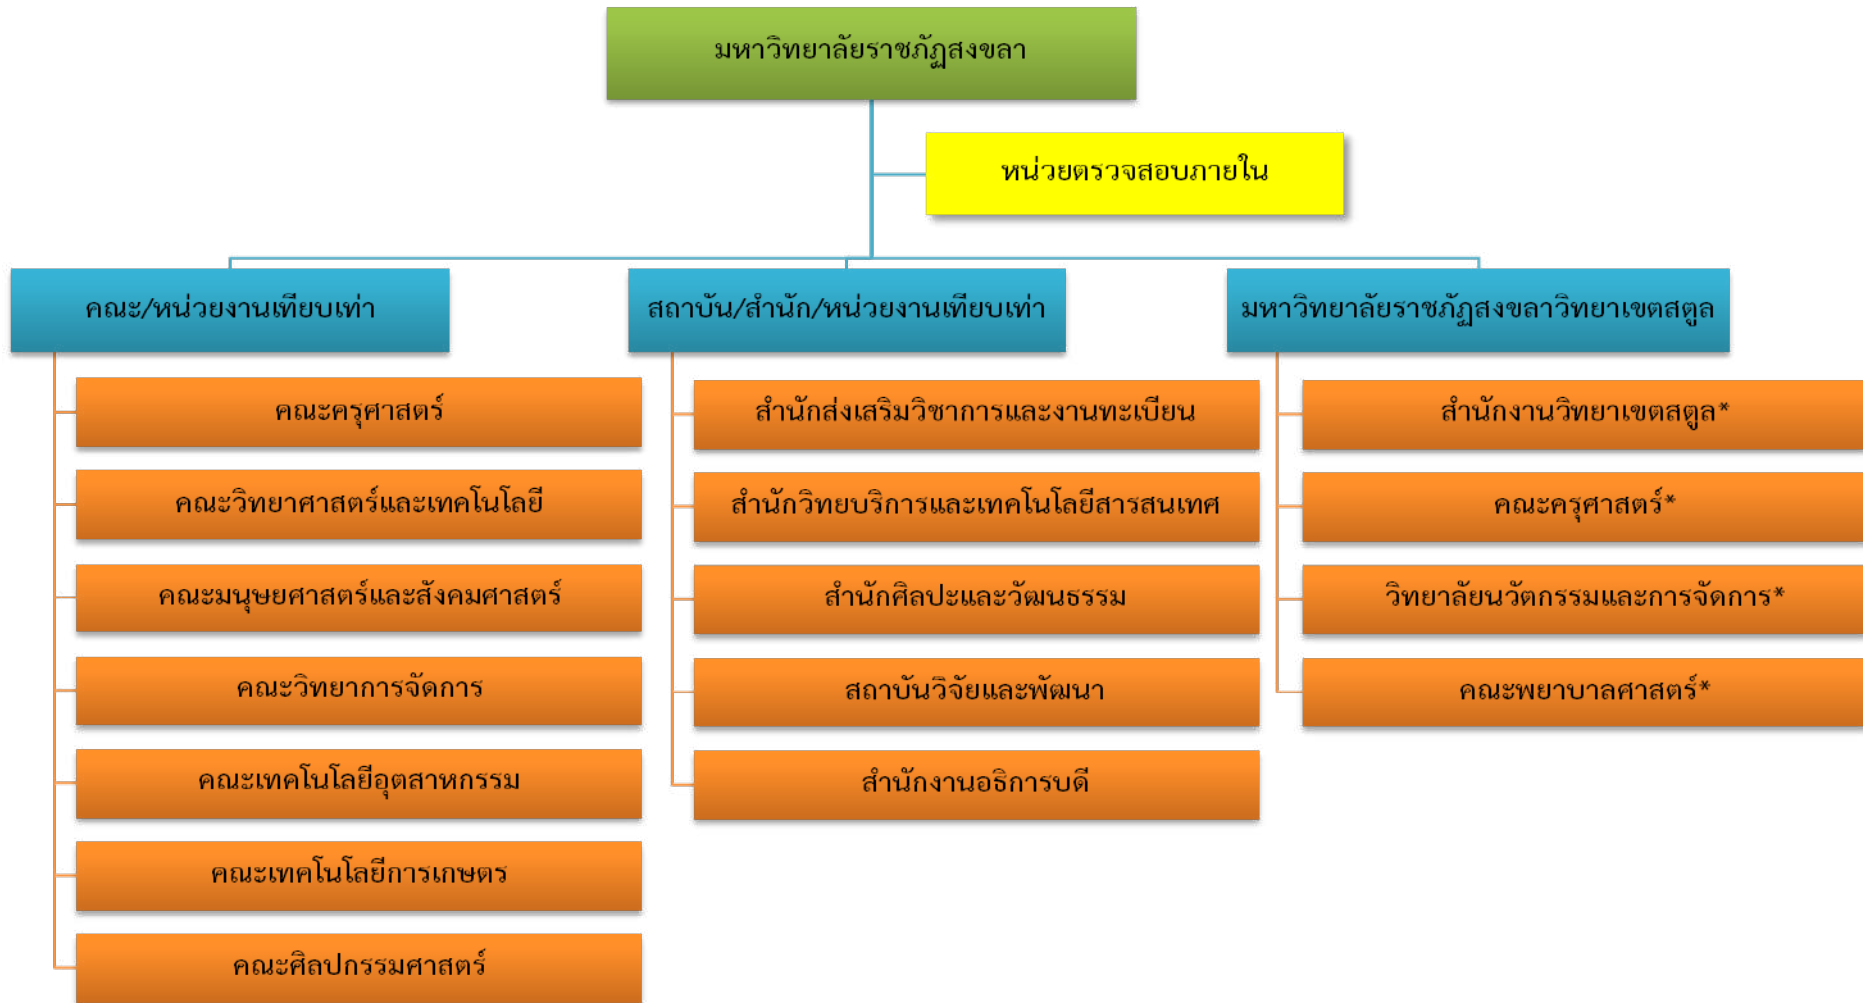 มหาวิทยาลัยราชภัฏสงขลา
หน่วยตรวจสอบภายใน
คณะ/หน่วยงานเทียบเท่า
คณะครุศาสตร์
คณะวิทยาศาสตร์และเทคโนโลยี
คณะมนุษยศาสตร์และสังคมศาสตร์
คณะวิทยาการจัดการ
คณะเทคโนโลยีอุตสาหกรรม
คณะเทคโนโลยีการเกษตร
คณะศิลปกรรมศาสตร์
สถาบัน/สำนัก/หน่วยงานเทียบเท่า
สำนักส่งเสริมวิชาการและงานทะเบียน
สำนักวิทยบริการและเทคโนโลยีสารสนเทศ
สำนักศิลปะและวัฒนธรรม
สถาบันวิจัยและพัฒนา
สำนักงานอธิการบดี
มหาวิทยาลัยราชภัฏสงขลาวิทยาเขตสตูล
สำนักงานวิทยาเขตสตูล*
คณะครุศาสตร์*
วิทยาลัยนวัตกรรมและการจัดการ*
คณะพยาบาลศาสตร์*